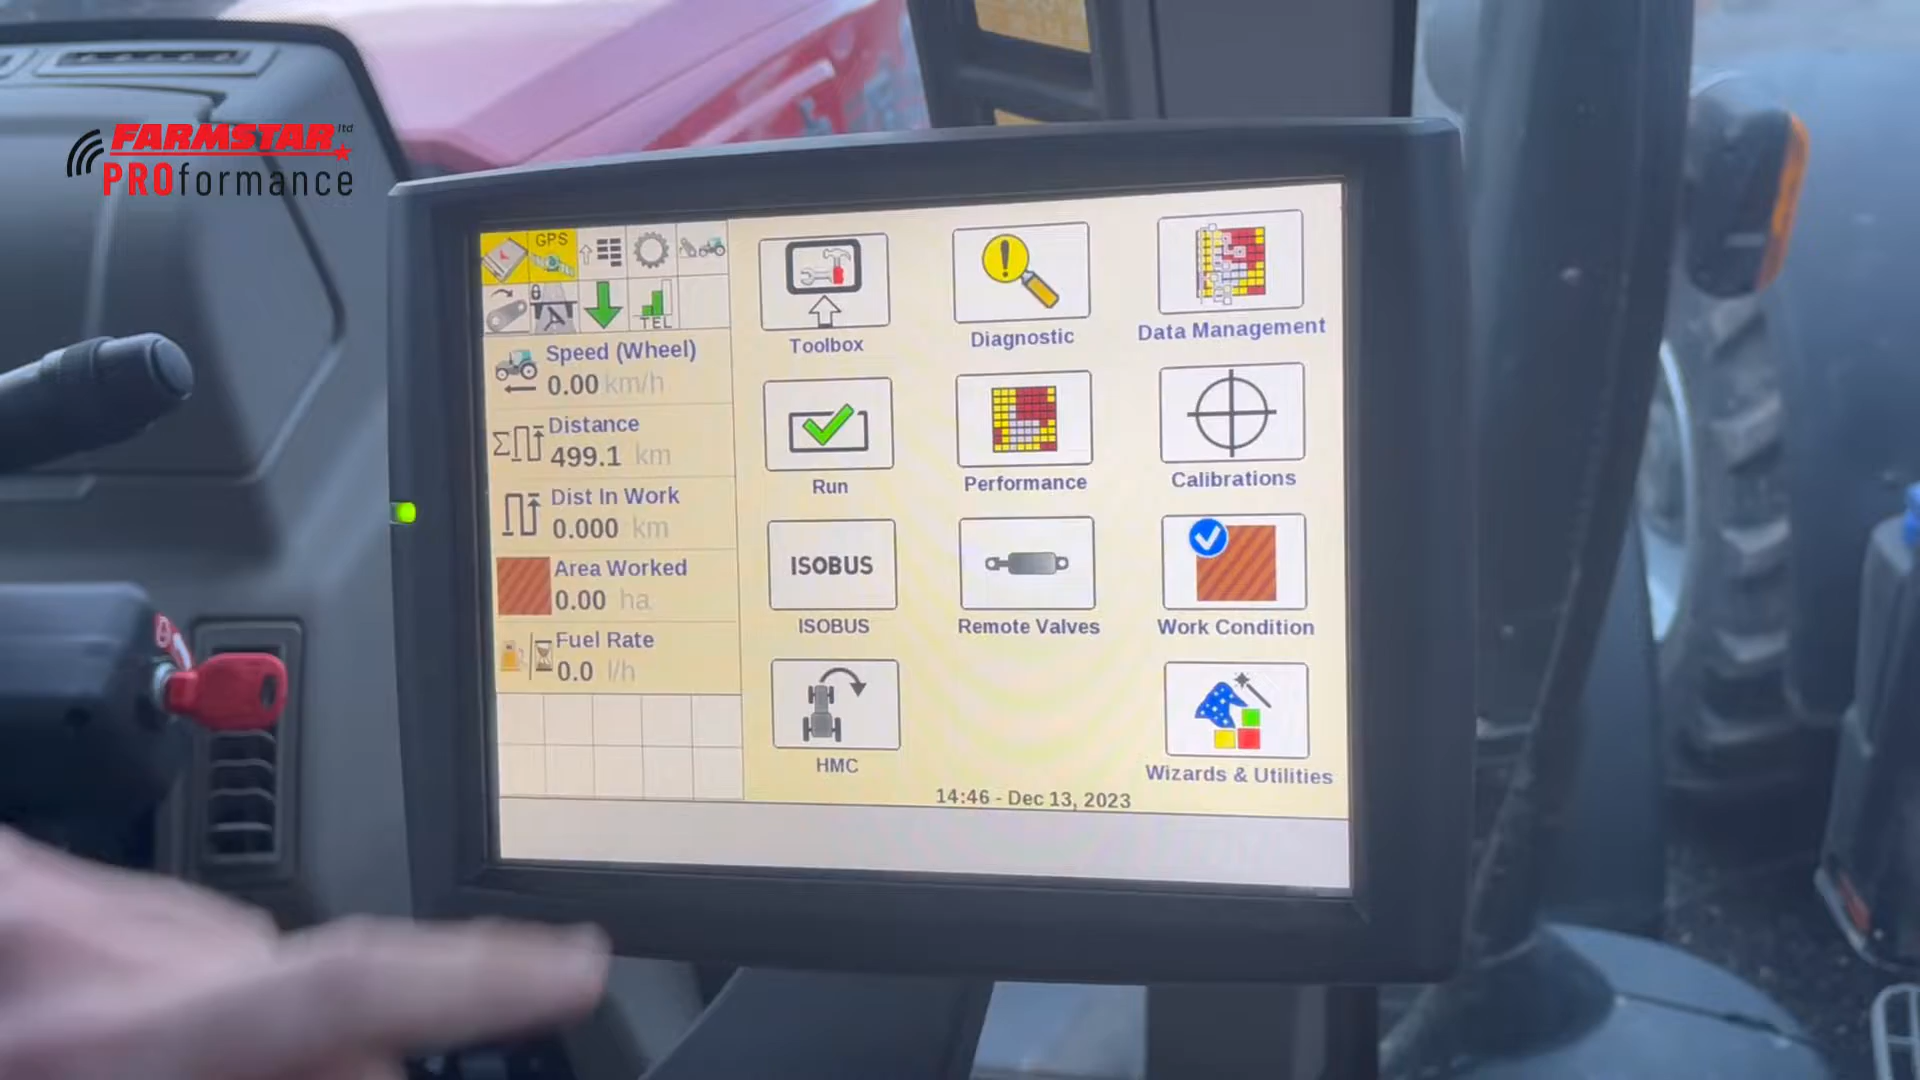 FARMSTAR ltd
PROformance
GPS
TEL
Speed (Wheel)
0.00 km/h
Distance
499.1 km
Dist In Work
0.000 km
Area Worked
0.00 ha
Fuel Rate
0.0 l/h
Toolbox
Diagnostic
Data Management
Run
Performance
Calibrations
ISOBUS
ISOBUS
Remote Valves
Work Condition
HMC
Wizards & Utilities
14:46 - Dec 13, 2023